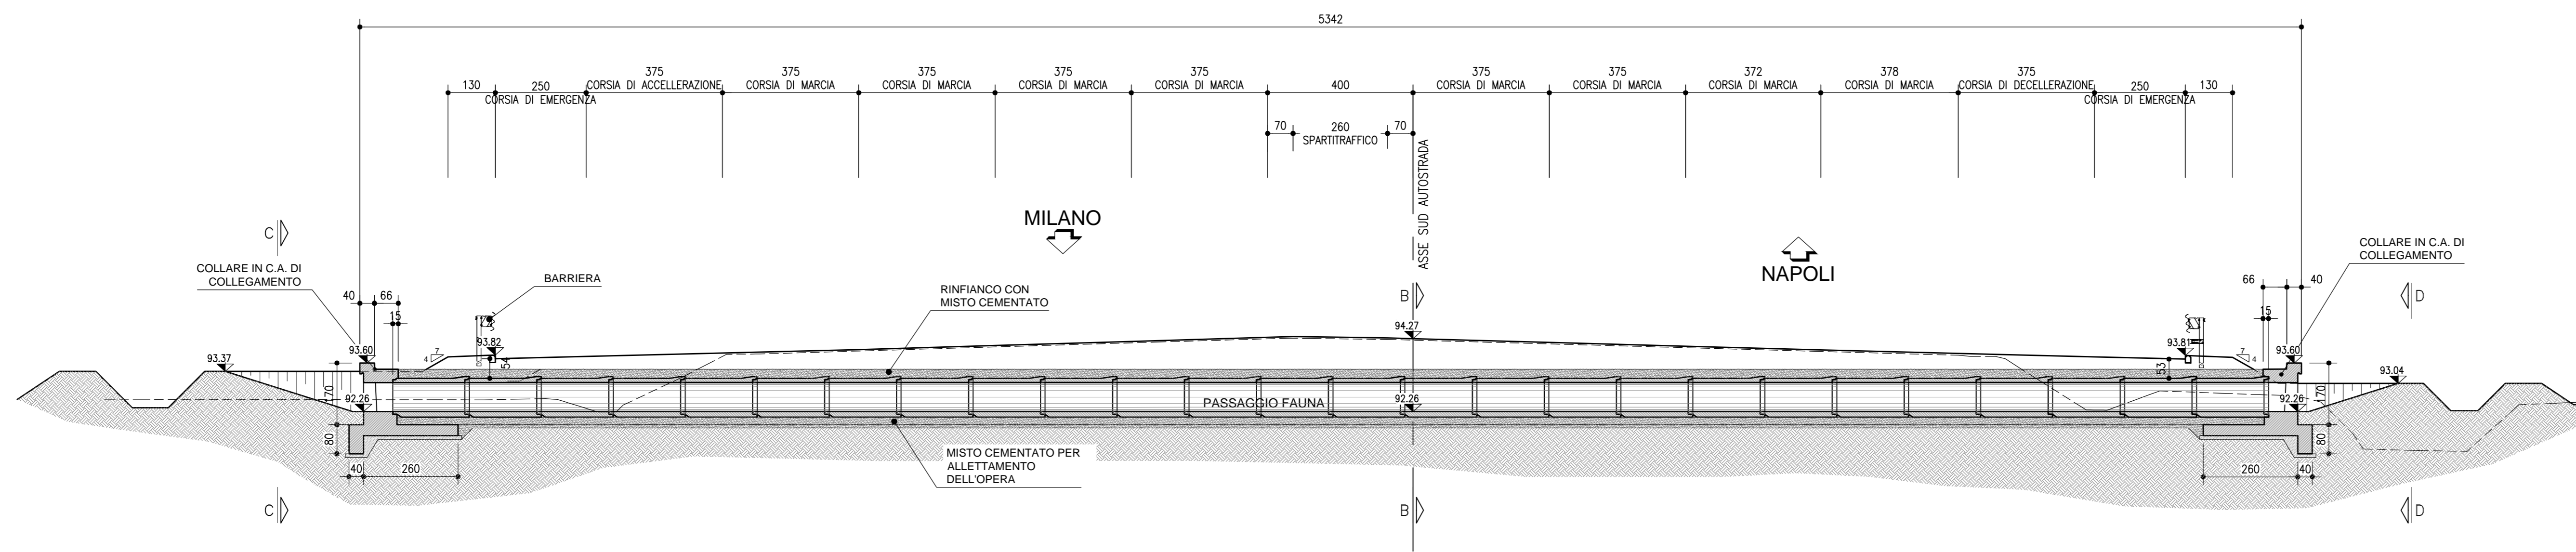 5342
130
250
CORSIA DI EMERGENZA
375
CORSIA DI ACCELLERAZIONE
375
CORSIA DI MARCIA
375
CORSIA DI MARCIA
375
CORSIA DI MARCIA
375
CORSIA DI MARCIA
400
375
CORSIA DI MARCIA
375
CORSIA DI MARCIA
372
CORSIA DI MARCIA
378
CORSIA DI MARCIA
375
CORSIA DI DECELLERAZIONE
250
CORSIA DI EMERGENZA
130
70
260
SPARTITRAFFICO
70
ASSE SUD AUTOSTRADA
MILANO
NAPOLI
C
COLLARE IN C.A. DI
COLLEGAMENTO
BARRIERA
RINFIANCO CON
MISTO CEMENTATO
B
COLLARE IN C.A. DI
COLLEGAMENTO
D
40
66
15
66
40
15
93.37
93.60
4
7
93.82
54
94.27
93.81
53
7
4
93.60
93.04
170
92.26
PASSAGGIO FAUNA
92.26
92.26
170
80
40
260
MISTO CEMENTATO PER
ALLETTAMENTO
DELL'OPERA
260
40
80
C
B
D